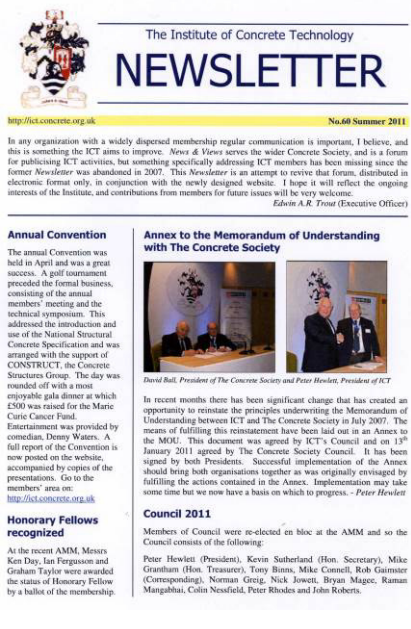 The Institute of Concrete Technology
NEWSLETTER
http://ict.concrete.org.uk
No.60 Summer 2011
In any organization with a widely dispersed membership regular communication is important, I believe, and
this is something the ICT aims to improve. News & Views serves the wider Concrete Society, and is a forum
for publicising ICT activities, but something specifically addressing ICT members has been missing since the
former Newsletter was abandoned in 2007. This Newsletter is an attempt to revive that forum, distributed in
electronic format only, in conjunction with the newly designed website. I hope it will reflect the ongoing
interests of the Institute, and contributions from members for future issues will be very welcome.
Edwin A.R. Trout (Executive Officer)
Annual Convention
The annual Convention was
held in April and was a great
success. A golf tournament
preceded the formal business,
consisting of the annual
members' meeting and the
technical symposium. This
addressed the introduction and
use of the National Structural
Concrete Specification and was
arranged with the support of
CONSTRUCT, the Concrete
Structures Group. The day was
rounded off with a most
enjoyable gala dinner at which
£500 was raised for the Marie
Curie Cancer Fund.
Entertainment was provided by
comedian, Denny Waters. A
full report of the Convention is
now posted on the website,
accompanied by copies of the
presentations. Go to the
members' area on:
http://ict.concrete.org.uk
Honorary Fellows
recognized
At the recent AMM, Messrs
Ken Day, Ian Fergusson and
Graham Taylor were awarded
the status of Honorary Fellow
by a ballot of the membership.
Annex to the Memorandum of Understanding
with The Concrete Society
David Ball, President of The Concrete Society and Peter Hewlett, President of ICT
In recent months there has been significant change that has created an
opportunity to reinstate the principles underwriting the Memorandum of
Understanding between ICT and The Concrete Society in July 2007. The
means of fulfilling this reinstatement have been laid out in an Annex to
the MOU. This document was agreed by ICT's Council and on 13th
January 2011 agreed by The Concrete Society Council. It has been
signed by both Presidents. Successful implementation of the Annex
should bring both organisations together as was originally envisaged by
fulfilling the actions contained in the Annex. Implementation may take
some time but we now have a basis on which to progress. - Peter Hewlett
Council 2011
Members of Council were re-elected en bloc at the AMM and so the
Council consists of the following:
Peter Hewlett (President), Kevin Sutherland (Hon. Secretary), Mike
Grantham (Hon. Treasurer), Tony Binns, Mike Connell, Rob Gaimster
(Corresponding), Norman Greig, Nick Jowett, Bryan Magee, Raman
Mangabhai, Colin Nessfield, Peter Rhodes and John Roberts.